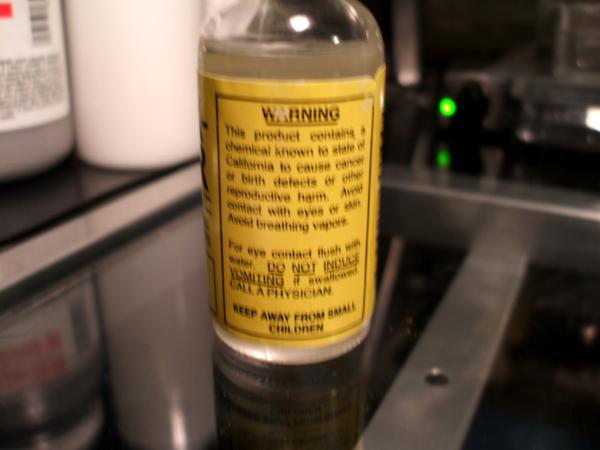 WARNING
This product contains a
chemical known to state of
California to cause cancer
or birth defects or other
reproductive harm. Avoid
contact with eyes or skin.
Avoid breathing vapors.
For eye contact flush with
water. DO NOT INDUCE
VOMITING if swallowed.
CALL A PHYSICIAN.
KEEP AWAY FROM SMALL
CHILDREN